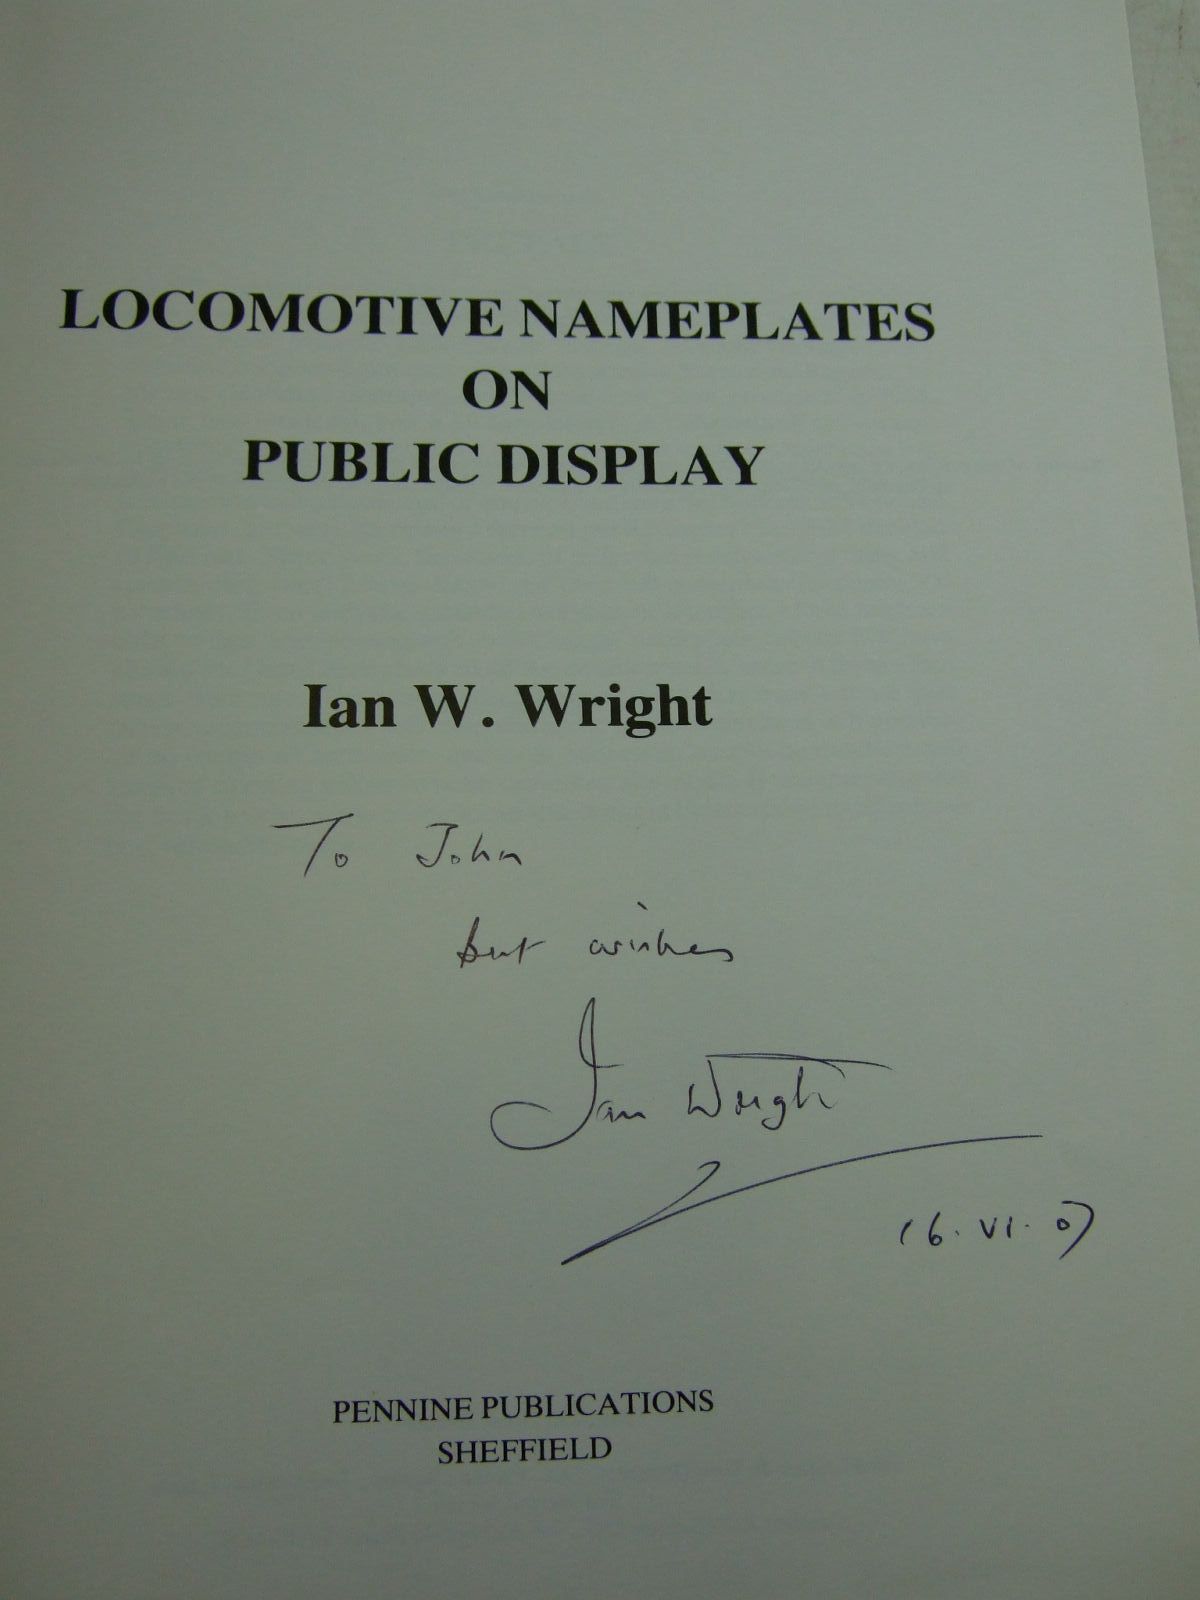 LOCOMOTIVE NAMEPLATES
ON
PUBLIC DISPLAY
Ian W. Wright
To John
best wishes
Ian Wright
16. VI. 07
PENNINE PUBLICATIONS
SHEFFIELD